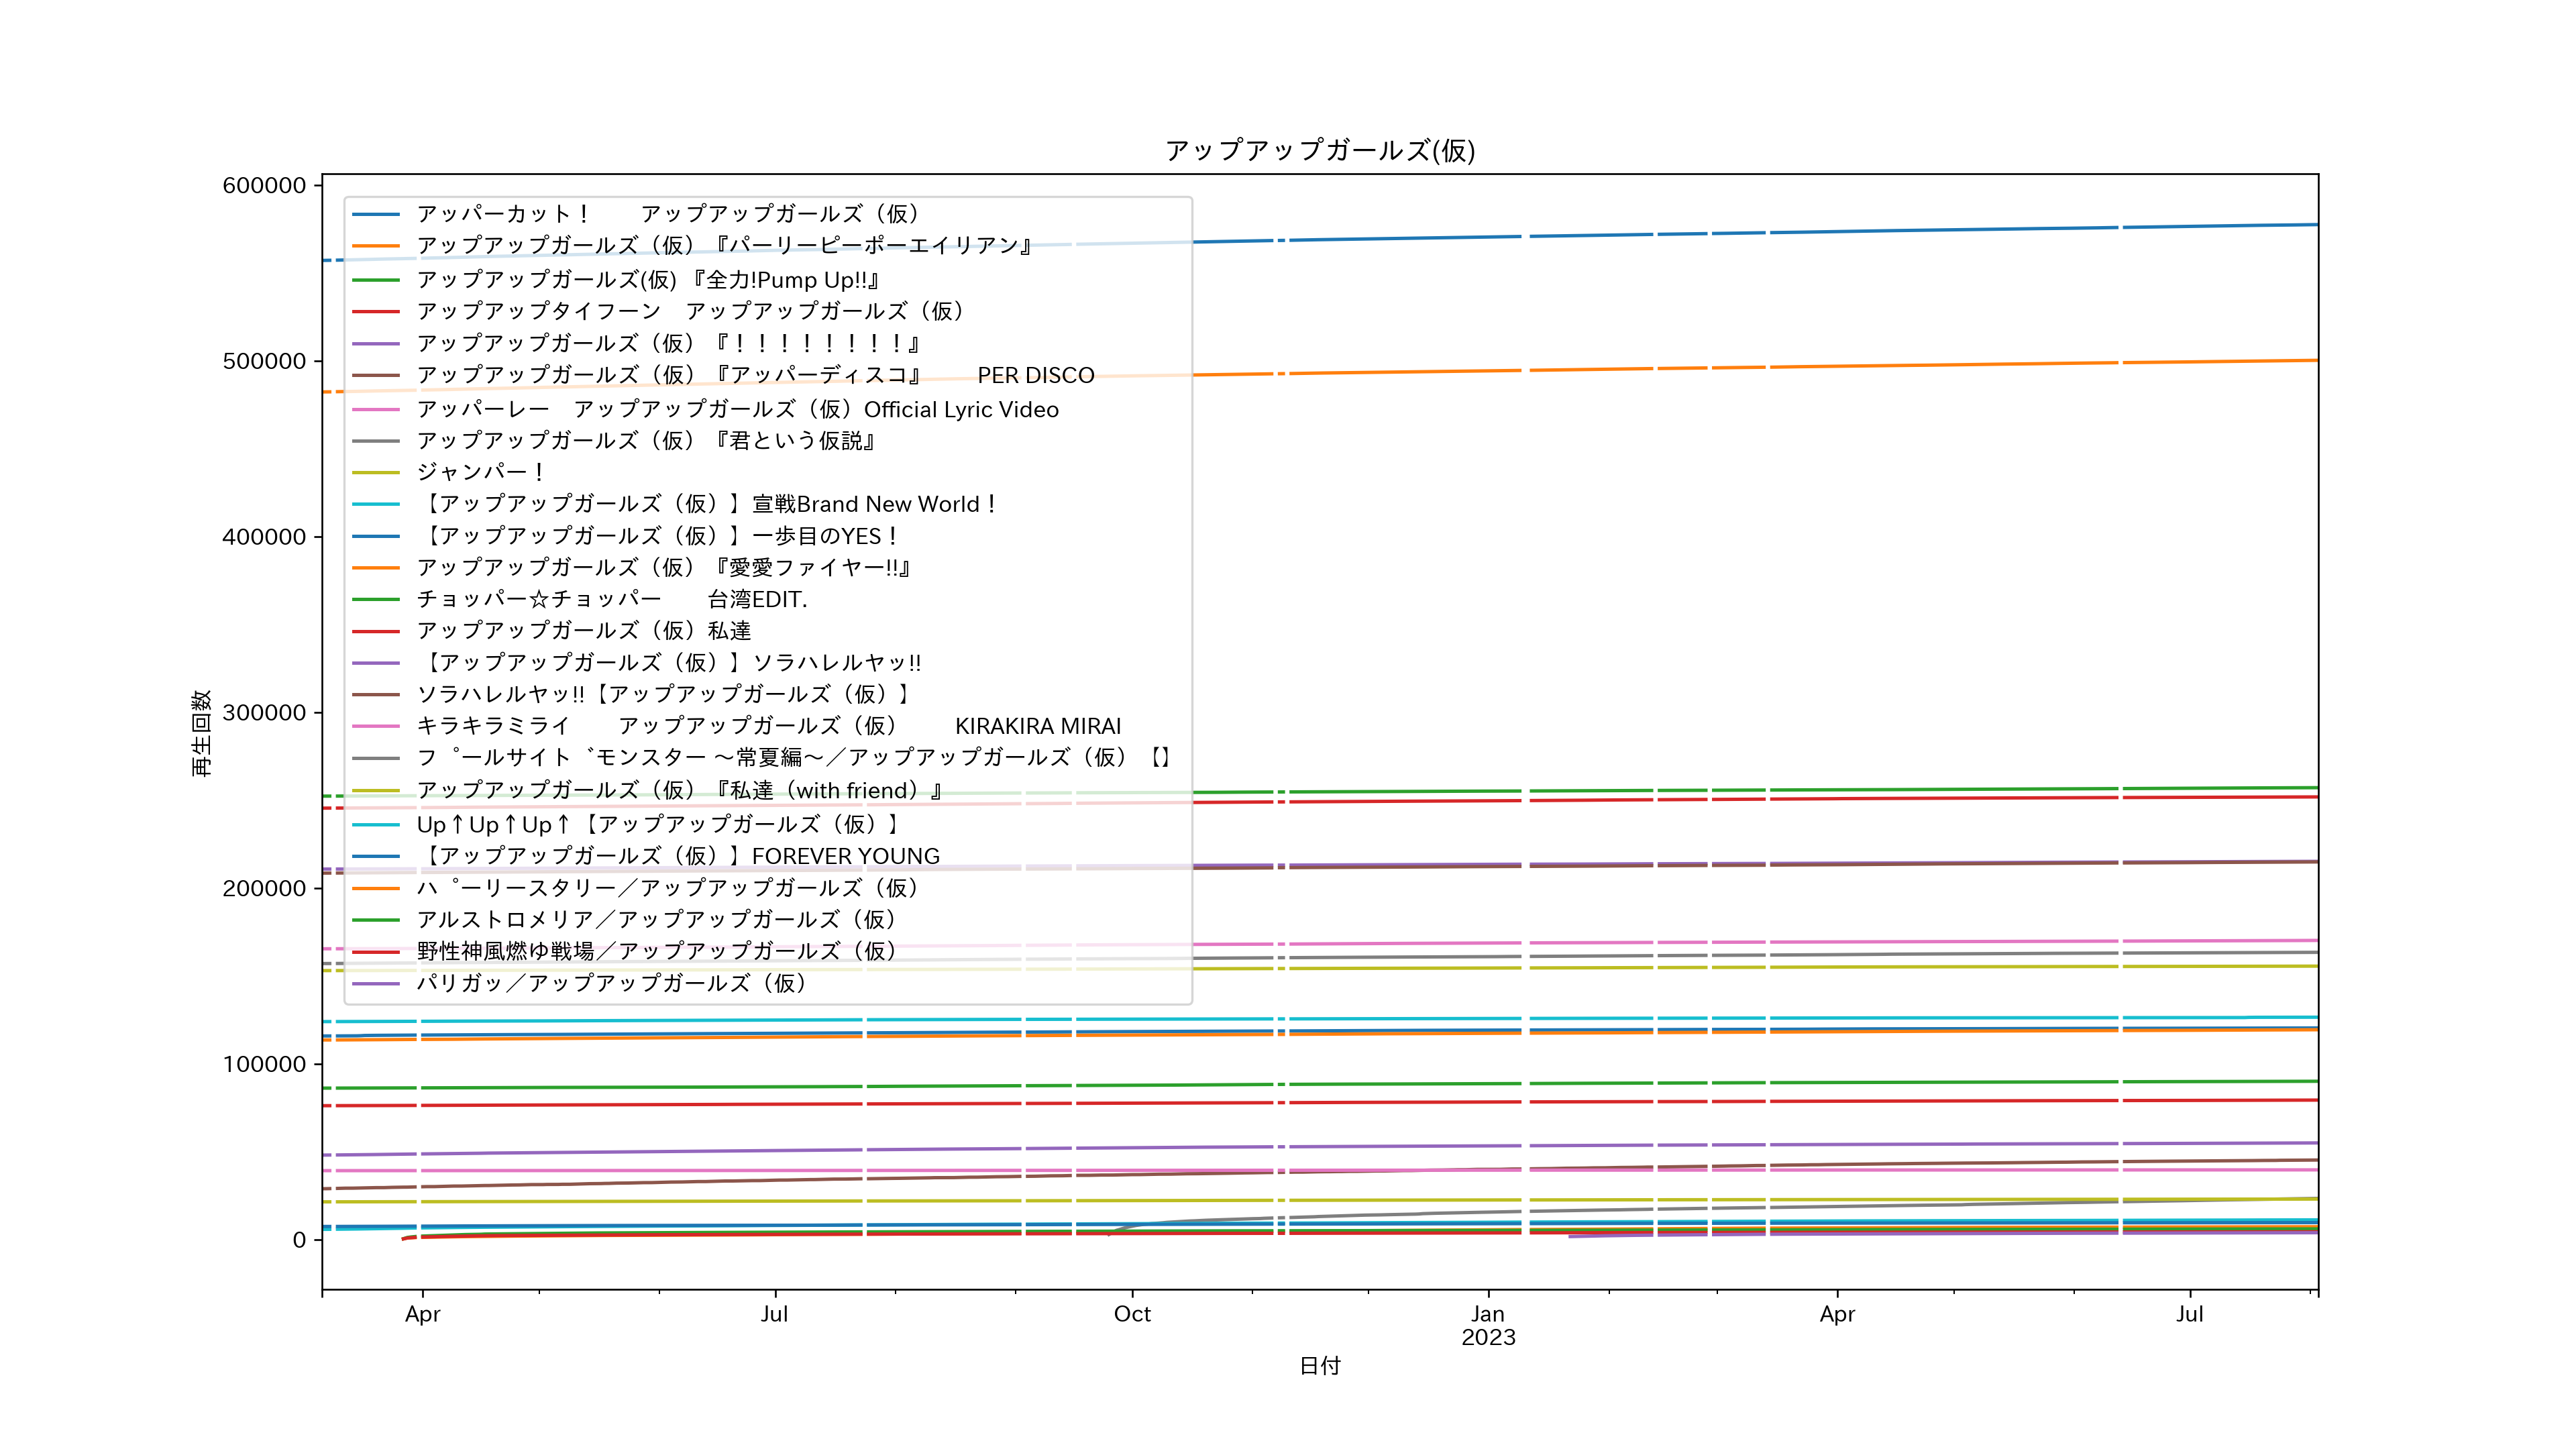 アップアップガールズ(仮)
600000
500000
400000
300000
200000
100000
0
再生回数
アッパーカット！　　アップアップガールズ（仮）
アップアップガールズ（仮）『パーリーピーポーエイリアン』
アップアップガールズ(仮) 『全力!Pump Up!!』
アップアップタイフーン　アップアップガールズ（仮）
アップアップガールズ（仮）『！！！！！！！！』
アップアップガールズ（仮）『アッパーディスコ』　　　PER DISCO
アッパーレー　アップアップガールズ（仮）Official Lyric Video
アップアップガールズ（仮）『君という仮説』
ジャンパー！
【アップアップガールズ（仮）】宣戦Brand New World！
【アップアップガールズ（仮）】一歩目のYES！
アップアップガールズ（仮）『愛愛ファイヤー!!』
チョッパー☆チョッパー　　台湾EDIT.
アップアップガールズ（仮）私達
【アップアップガールズ（仮）】ソラハレルヤッ!!
ソラハレルヤッ!!【アップアップガールズ（仮）】
キラキラミライ　　アップアップガールズ（仮）　　　KIRAKIRA MIRAI
フ゜ールサイト゛モンスター ～常夏編～／アップアップガールズ（仮）【】
アップアップガールズ（仮）『私達（with friend）』
Up↑Up↑Up↑【アップアップガールズ（仮）】
【アップアップガールズ（仮）】FOREVER YOUNG
ハ゜ーリースタリー／アップアップガールズ（仮）
アルストロメリア／アップアップガールズ（仮）
野性神風燃ゆ戦場／アップアップガールズ（仮）
パリガッ／アップアップガールズ（仮）
Apr
Jul
Oct
Jan
2023
Apr
Jul
日付